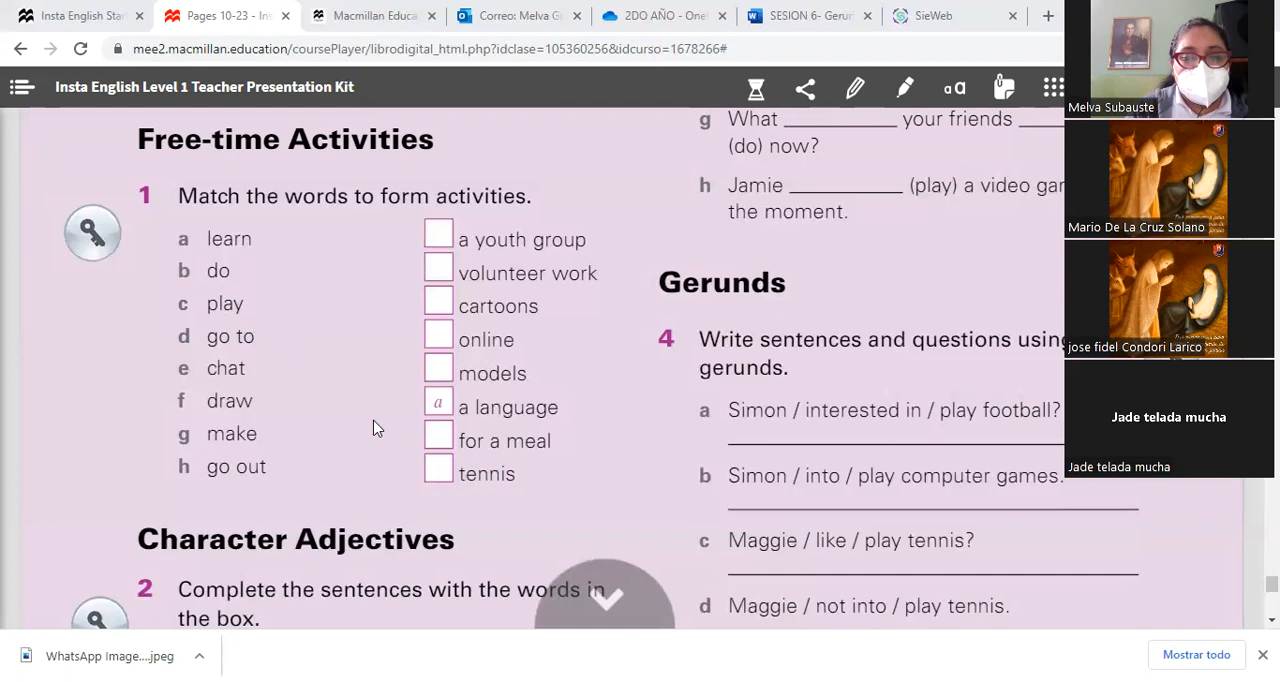 Insta English Star
Pages 10-23 - Ins
Macmillan Educa
Correo: Melva G
2DO AÑO - One
SESION 6- Gerun
SieWeb
mee2.macmillan.education/coursePlayer/librodigital_html.php?idclase=105360256&idcurso=1678266#
Insta English Level 1 Teacher Presentation Kit
Free-time Activities
1 Match the words to form activities.
a learn
b do
c play
d go to
e chat
f draw
g make
h go out
a youth group
volunteer work
cartoons
online
models
a a language
for a meal
tennis
Character Adjectives
2 Complete the sentences with the words in
the box.
g What __________ your friends
(do) now?
h Jamie __________ (play) a video gam
the moment.
Gerunds
4 Write sentences and questions using
gerunds.
a Simon / interested in / play football?
b Simon / into / play computer games.
c Maggie / like / play tennis?
d Maggie / not into / play tennis.
Melva Subauste
Mario De La Cruz Solano
jose fidel Condori Larico
Jade telada mucha
Jade telada mucha
WhatsApp Image....jpeg
Mostrar todo